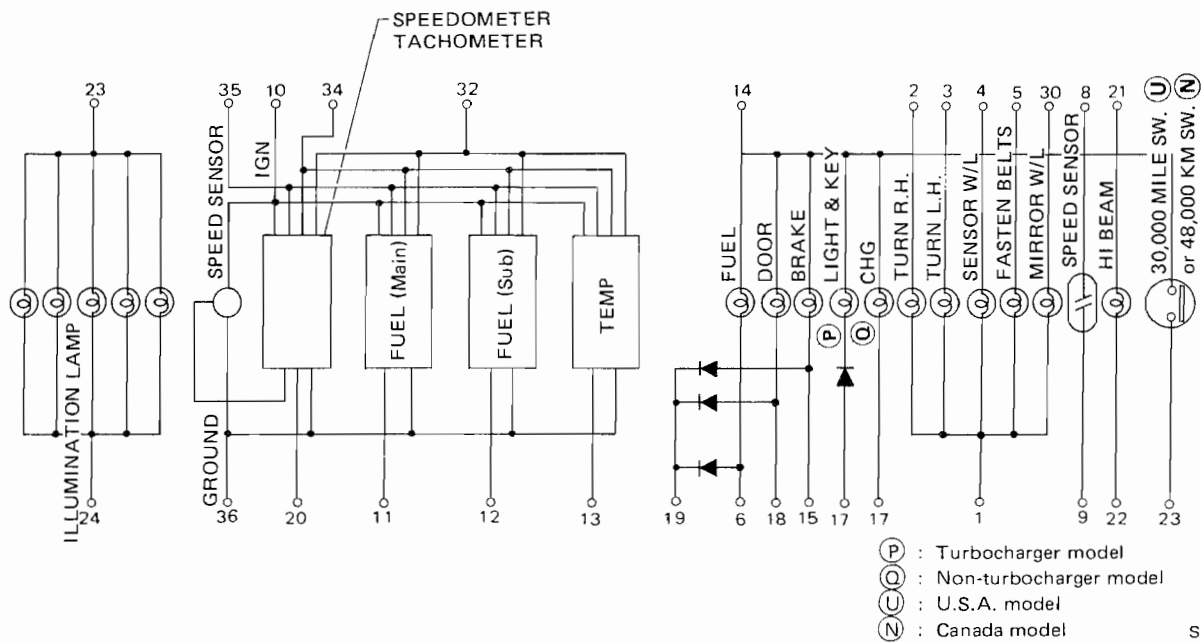 SPEEDOMETER
TACHOMETER
23
35
10
34
32
14
2
3
4
5
30
8
21
Ⓤ Ⓝ
SPEED SENSOR
IGN
FUEL
DOOR
BRAKE
LIGHT & KEY
CHG
TURN R.H.
TURN L.H.
SENSOR W/L
FASTEN BELTS
MIRROR W/L
SPEED SENSOR
HI BEAM
30,000 MILE SW.
or 48,000 KM SW.
FUEL (Main)
FUEL (Sub)
TEMP
Ⓟ Ⓠ
ILLUMINATION LAMP
GROUND
24
36
20
11
12
13
19
6
18
15
17
17
1
9
22
23
Ⓟ : Turbocharger model
Ⓠ : Non-turbocharger model
Ⓤ : U.S.A. model
Ⓝ : Canada model
S